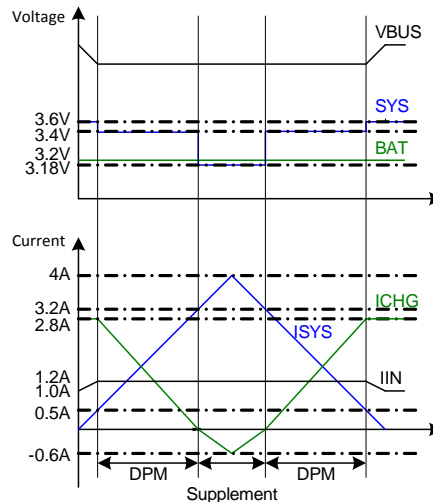 Voltage
VBUS
SYS
3.6V
3.4V
BAT
3.2V
3.18V
Current
4A
ICHG
3.2A
2.8A
ISYS
1.2A
IIN
1.0A
0.5A
-0.6A
DPM
DPM
Supplement